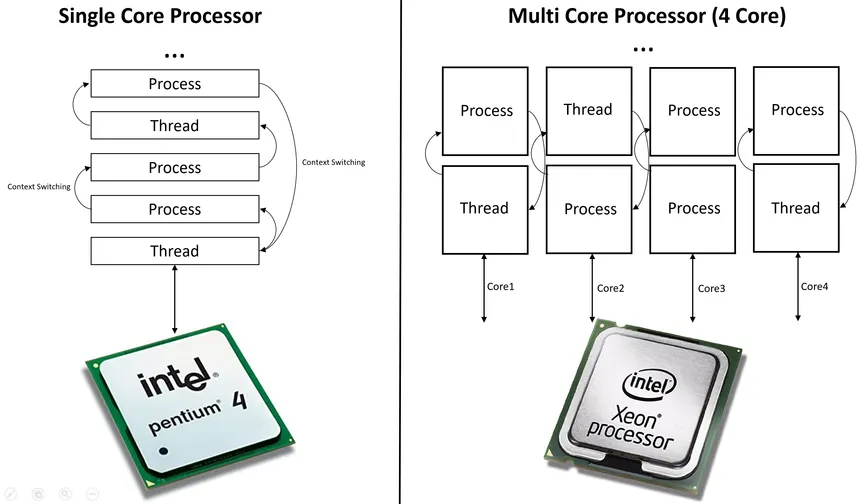 Single Core Processor
...
Process
Thread
Process
Process
Thread
Context Switching
Context Switching
intel®
pentium® 4
Multi Core Processor (4 Core)
...
Process
Thread
Process
Process
Thread
Process
Process
Thread
Core1
Core2
Core3
Core4
intel®
Xeon®
processor